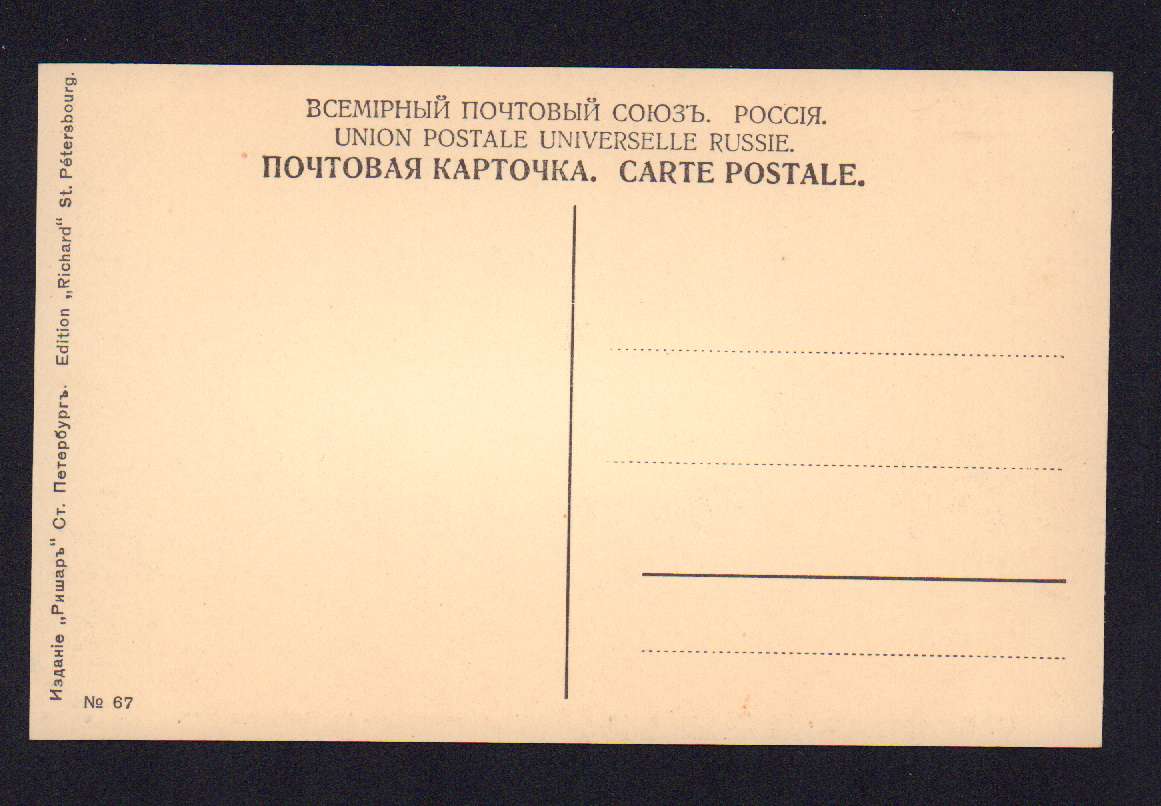 ВСЕМІРНЫЙ ПОЧТОВЫЙ СОЮЗЪ. РОССІЯ.
UNION POSTALE UNIVERSELLE RUSSIE.
ПОЧТОВАЯ КАРТОЧКА. CARTE POSTALE.
Изданіе „Ришаръ“ Ст. Петербургъ. Edition „Richard“ St. Pétersbourg.
№ 67